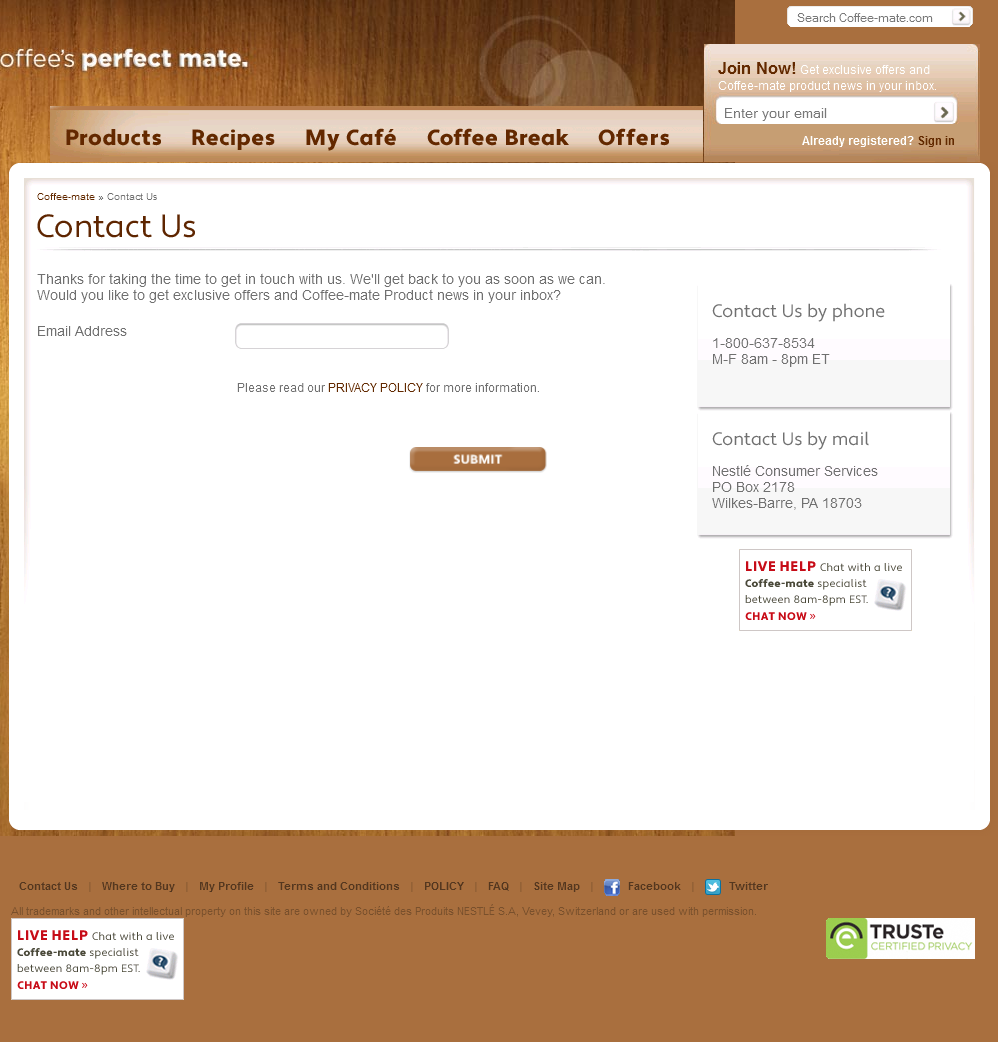 Search Coffee-mate.com
offee's perfect mate.
Join Now! Get exclusive offers and
Coffee-mate product news in your inbox.
Enter your email
Already registered? Sign in
Products Recipes My Café Coffee Break Offers
Coffee-mate » Contact Us
Contact Us
Thanks for taking the time to get in touch with us. We'll get back to you as soon as we can.
Would you like to get exclusive offers and Coffee-mate Product news in your inbox?
Email Address
Please read our PRIVACY POLICY for more information.
SUBMIT
Contact Us by phone
1-800-637-8534
M-F 8am - 8pm ET
Contact Us by mail
Nestlé Consumer Services
PO Box 2178
Wilkes-Barre, PA 18703
LIVE HELP Chat with a live
Coffee-mate specialist
between 8am-8pm EST.
CHAT NOW »
Contact Us | Where to Buy | My Profile | Terms and Conditions | POLICY | FAQ | Site Map | Facebook | Twitter
All trademarks and other intellectual property on this site are owned by Société des Produits NESTLÉ S.A, Vevey, Switzerland or are used with permission.
LIVE HELP Chat with a live
Coffee-mate specialist
between 8am-8pm EST.
CHAT NOW »
TRUSTe
CERTIFIED PRIVACY